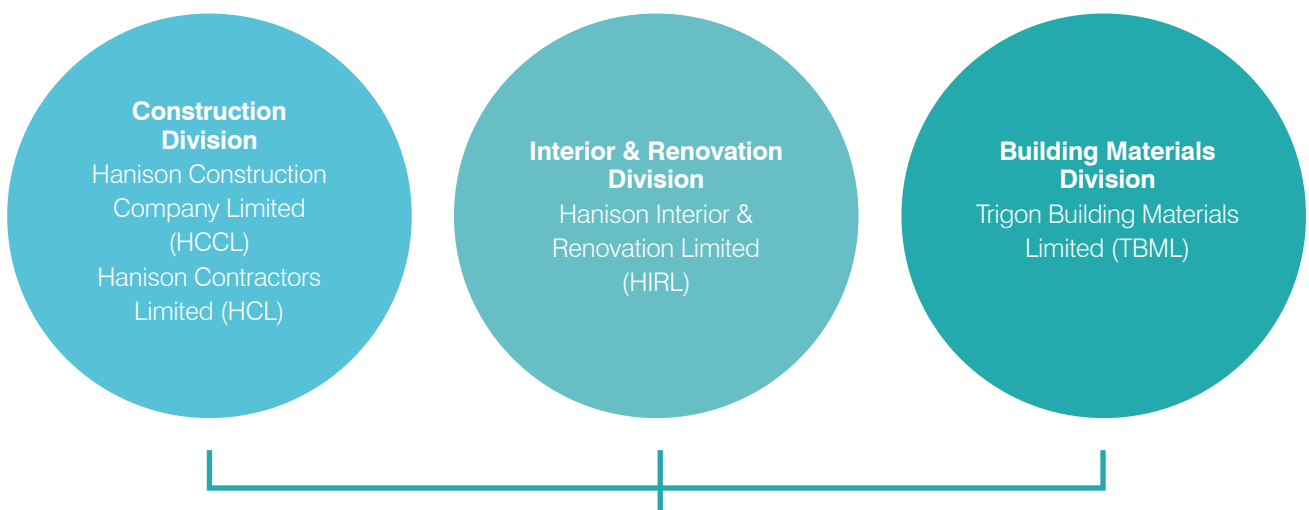 Construction
Division
Hanison Construction
Company Limited
(HCCL)
Hanison Contractors
Limited (HCL)
Interior & Renovation
Division
Hanison Interior &
Renovation Limited
(HIRL)
Building Materials
Division
Trigon Building Materials
Limited (TBML)